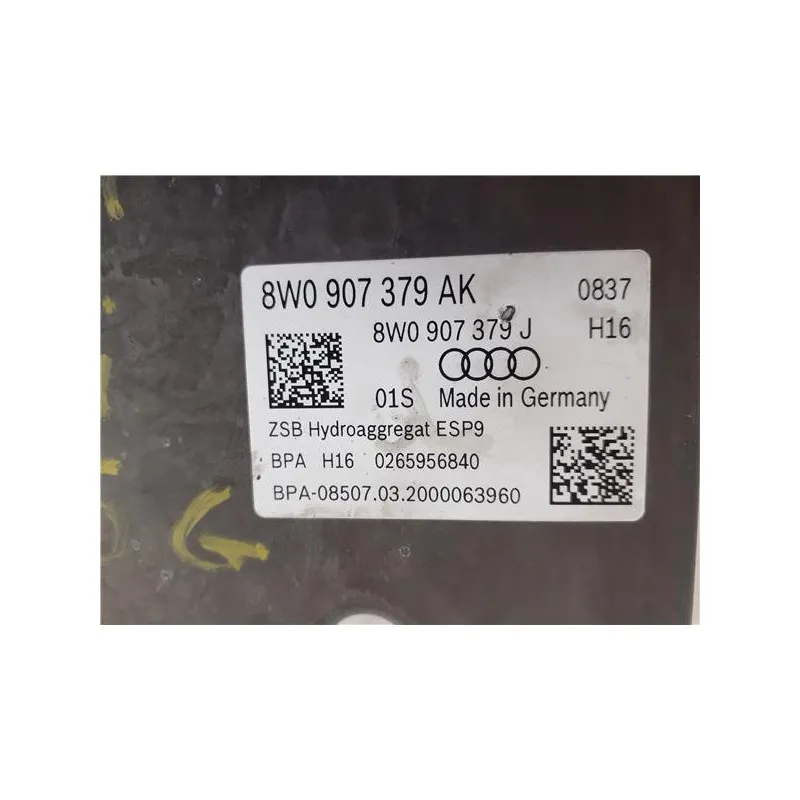 8W0 907 379 AK 0837
8W0 907 379 J H16
01S Made in Germany
ZSB Hydroaggregat ESP9
BPA H16 0265956840
BPA-08507.03.2000063960
G